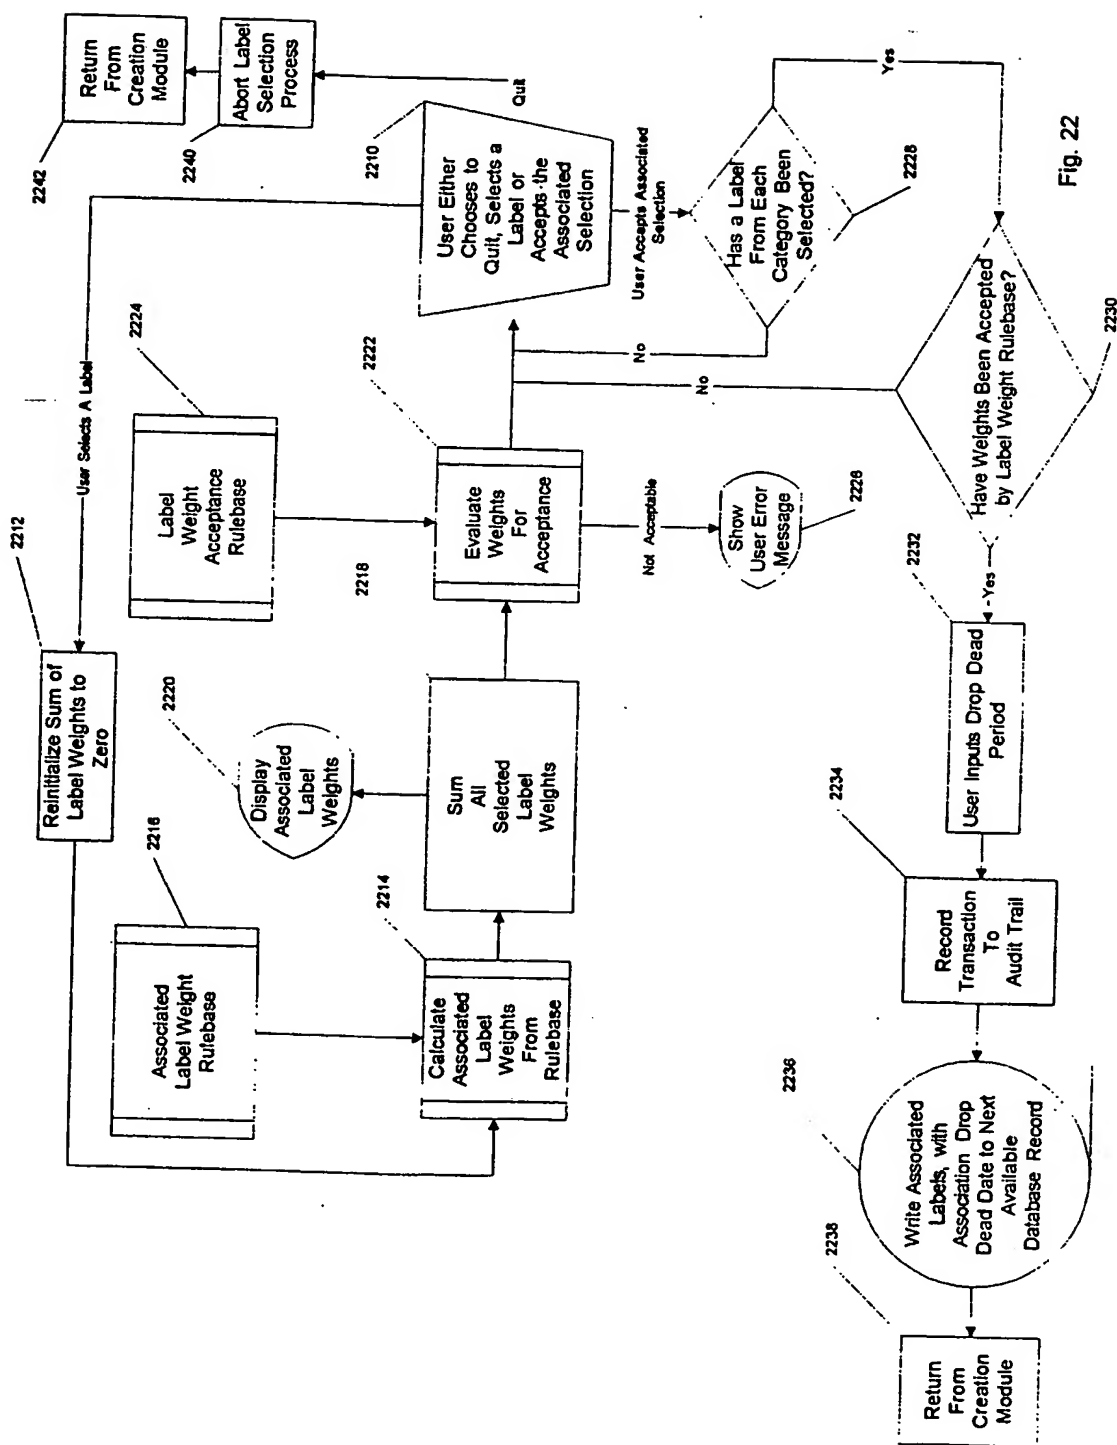 2212
Reinitialize Sum of
Label Weights to
Zero
User Selects A Label
2242
Return
From
Creation
Module
2240
Abort Label
Selection
Process
Quit
2216
Associated
Label Weight
Rulebase
2220
Display
Associated
Label
Weights
2224
Label
Weight
Acceptance
Rulebase
2210
User Either
Chooses to
Quit, Selects a
Label or
Accepts the
Associated
Selection
2214
Calculate
Associated
Label
Weights
From
Rulebase
Sum
All
Selected
Label
Weights
2218
2222
Evaluate
Weights
For
Acceptance
Not Acceptable
Show
User Error
Message
2226
User Accepts Associated
Selection
Has a Label
From Each
Category Been
Selected?
2228
No
No
Yes
Have Weights Been Accepted
by Label Weight Rulebase?
2230
Yes
2232
User Inputs Drop Dead
Period
2234
Record
Transaction
To
Audit Trail
2236
Write Associated
Labels, with
Association Drop
Dead Date to Next
Available
Database Record
2238
Return
From
Creation
Module
Fig. 22